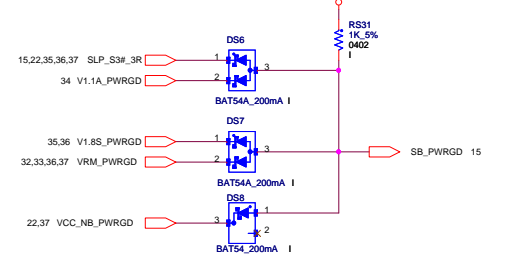 RS31
1K_5%
0402
I
DS6
15,22,35,36,37 SLP_S3#_3R 1
3
34 V1.1A_PWRGD 2
BAT54A_200mA I
DS7
35,36 V1.8S_PWRGD 1
3
SB_PWRGD 15
32,33,36,37 VRM_PWRGD 2
BAT54A_200mA I
DS8
1
22,37 VCC_NB_PWRGD 3
2
BAT54_200mA I